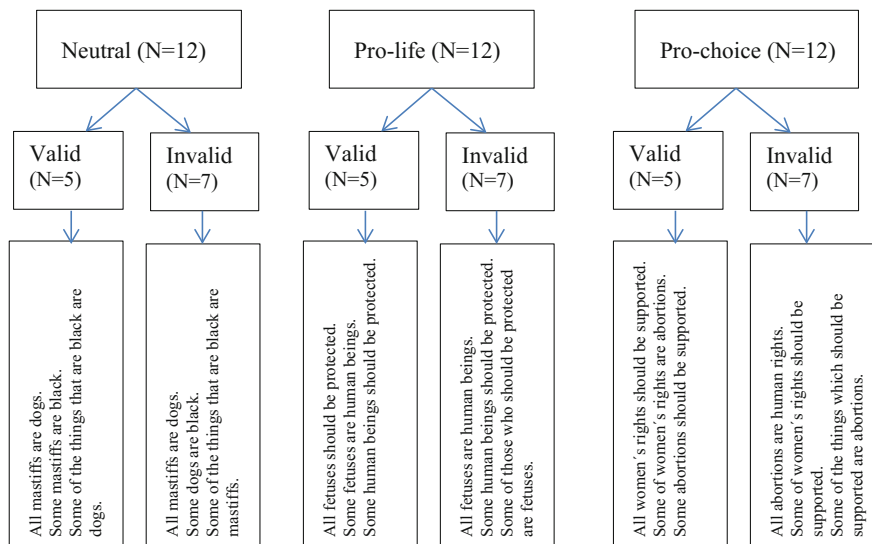 Neutral (N=12)
Pro-life (N=12)
Pro-choice (N=12)
Valid
(N=5)
Invalid
(N=7)
Valid
(N=5)
Invalid
(N=7)
Valid
(N=5)
Invalid
(N=7)
All mastiffs are dogs.
Some mastiffs are black.
Some of the things that are black are
dogs.
All mastiffs are dogs.
Some dogs are black.
Some of the things that are black are
mastiffs.
All fetuses should be protected.
Some fetuses are human beings.
Some human beings should be protected.
All fetuses are human beings.
Some human beings should be protected.
Some of those who should be protected
are fetuses.
All women´s rights should be supported.
Some of women´s rights are abortions.
Some abortions should be supported.
All abortions are human rights.
Some of women´s rights should be
supported.
Some of the things which should be
supported are abortions.